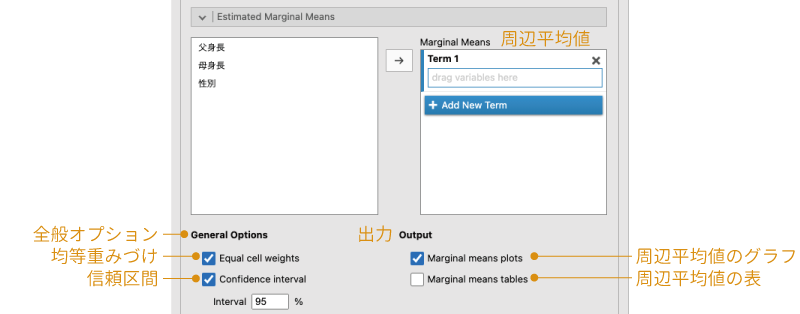 Estimated Marginal Means
父身長
母身長
性別
Marginal Means 周辺平均値
Term 1
drag variables here
Add New Term
全般オプション General Options
均等重みづけ Equal cell weights
信頼区間 Confidence interval
Interval 95 %
出力 Output
Marginal means plots 周辺平均値のグラフ
Marginal means tables 周辺平均値の表